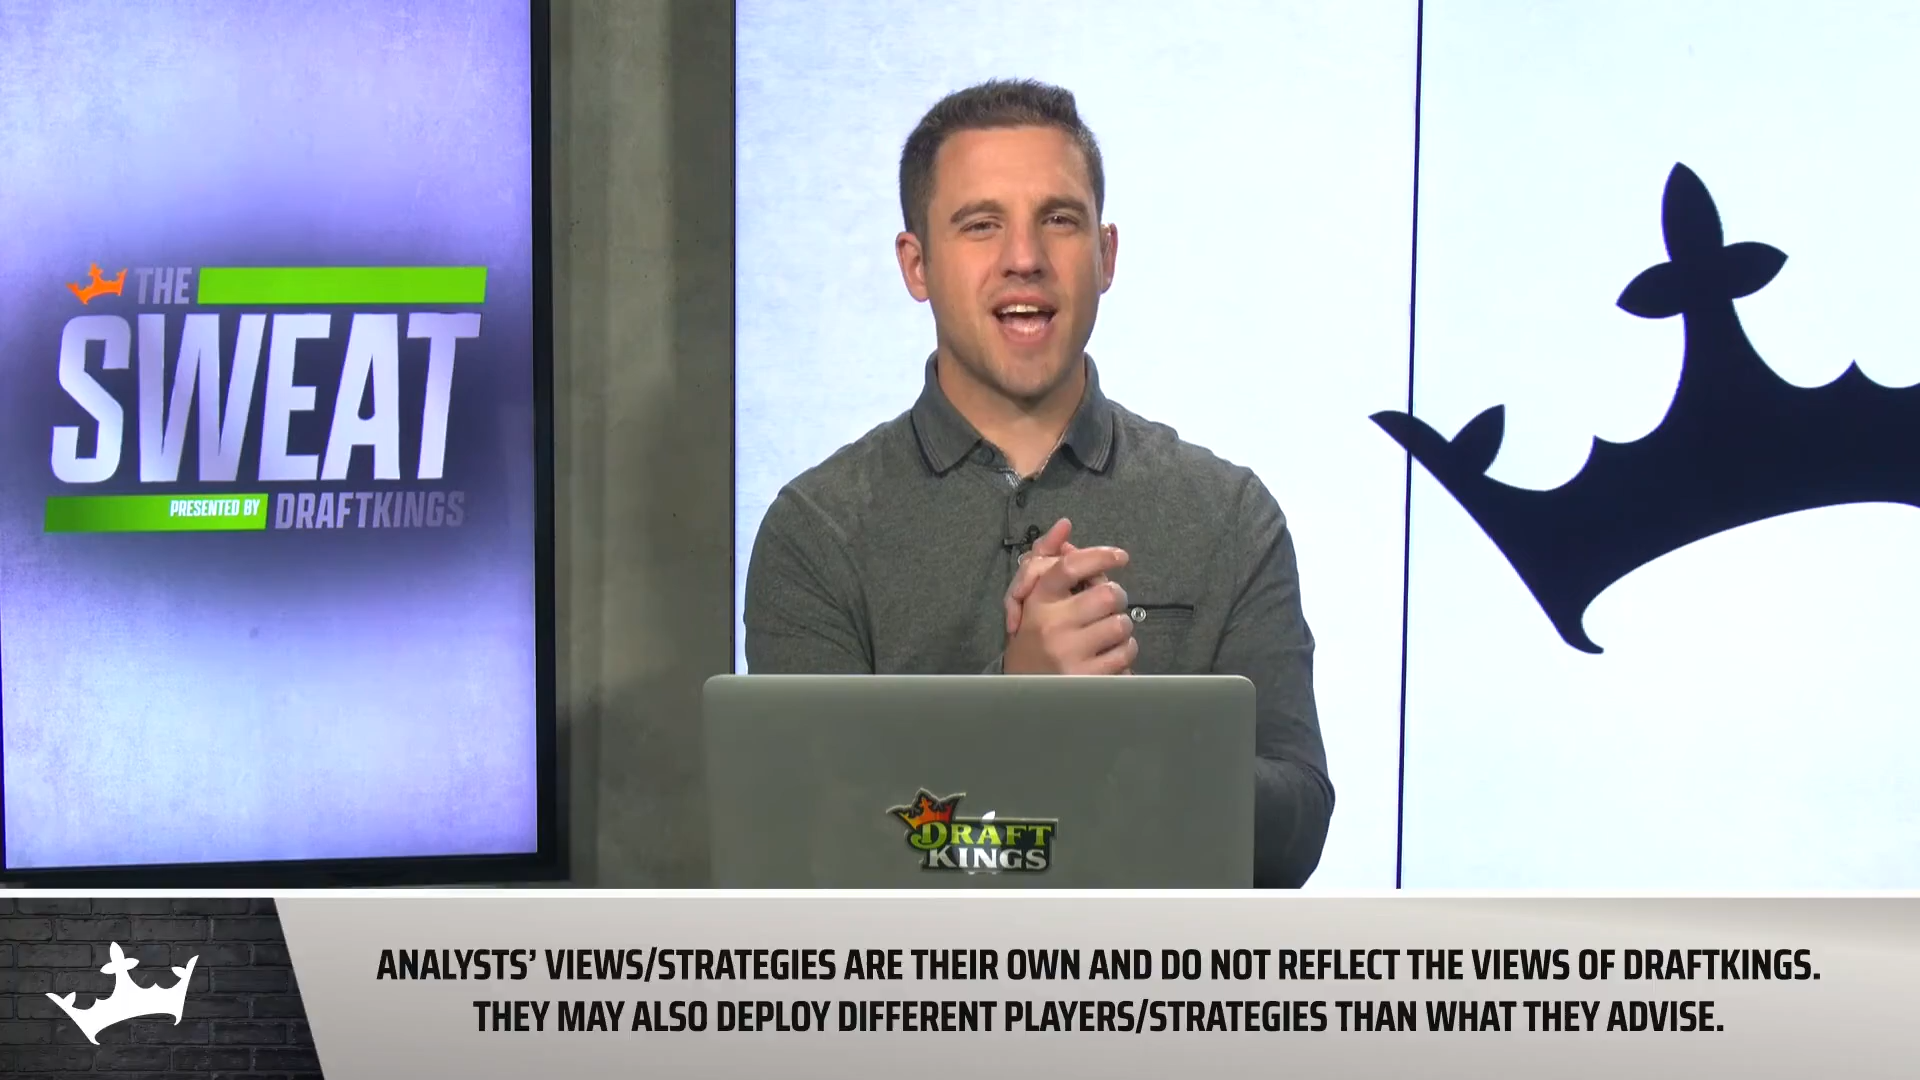 THE
SWEAT
PRESENTED BY DRAFTKINGS
DRAFT
KINGS
ANALYSTS’ VIEWS/STRATEGIES ARE THEIR OWN AND DO NOT REFLECT THE VIEWS OF DRAFTKINGS.
THEY MAY ALSO DEPLOY DIFFERENT PLAYERS/STRATEGIES THAN WHAT THEY ADVISE.